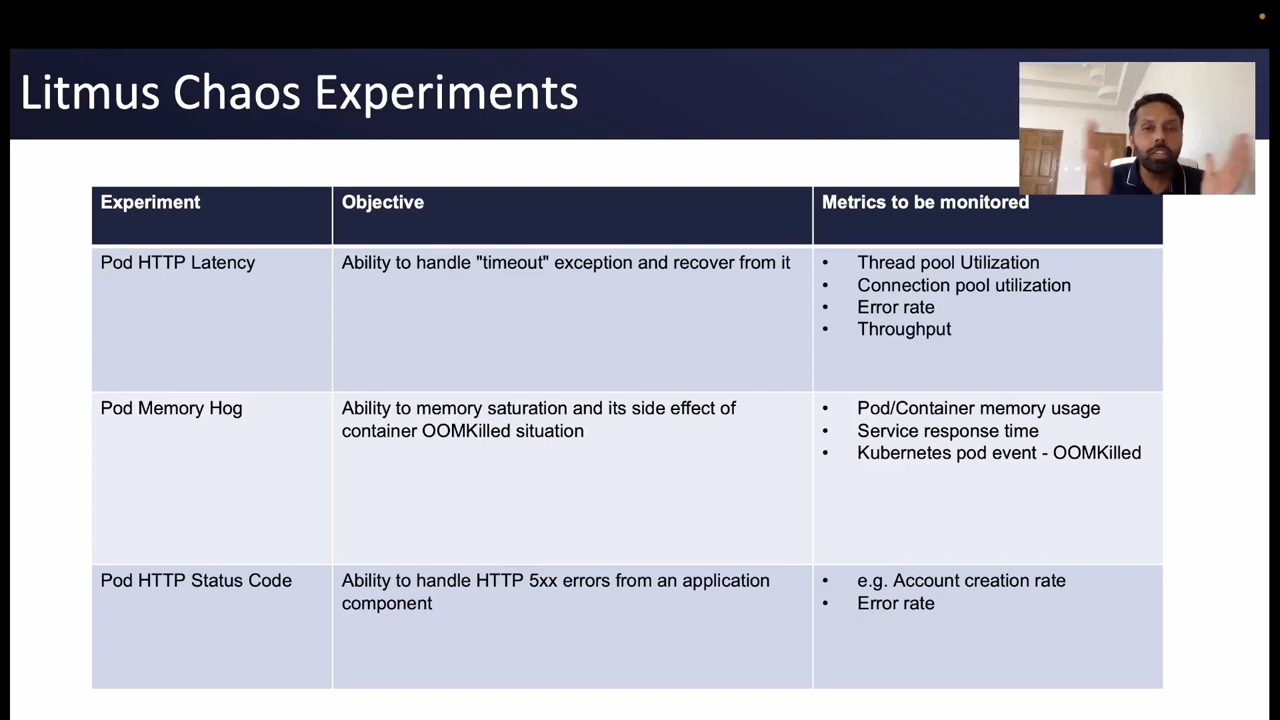 Litmus Chaos Experiments
Experiment
Objective
Metrics to be monitored
Pod HTTP Latency
Ability to handle "timeout" exception and recover from it
• Thread pool Utilization
• Connection pool utilization
• Error rate
• Throughput
Pod Memory Hog
Ability to memory saturation and its side effect of
container OOMKilled situation
• Pod/Container memory usage
• Service response time
• Kubernetes pod event - OOMKilled
Pod HTTP Status Code
Ability to handle HTTP 5xx errors from an application
component
• e.g. Account creation rate
• Error rate